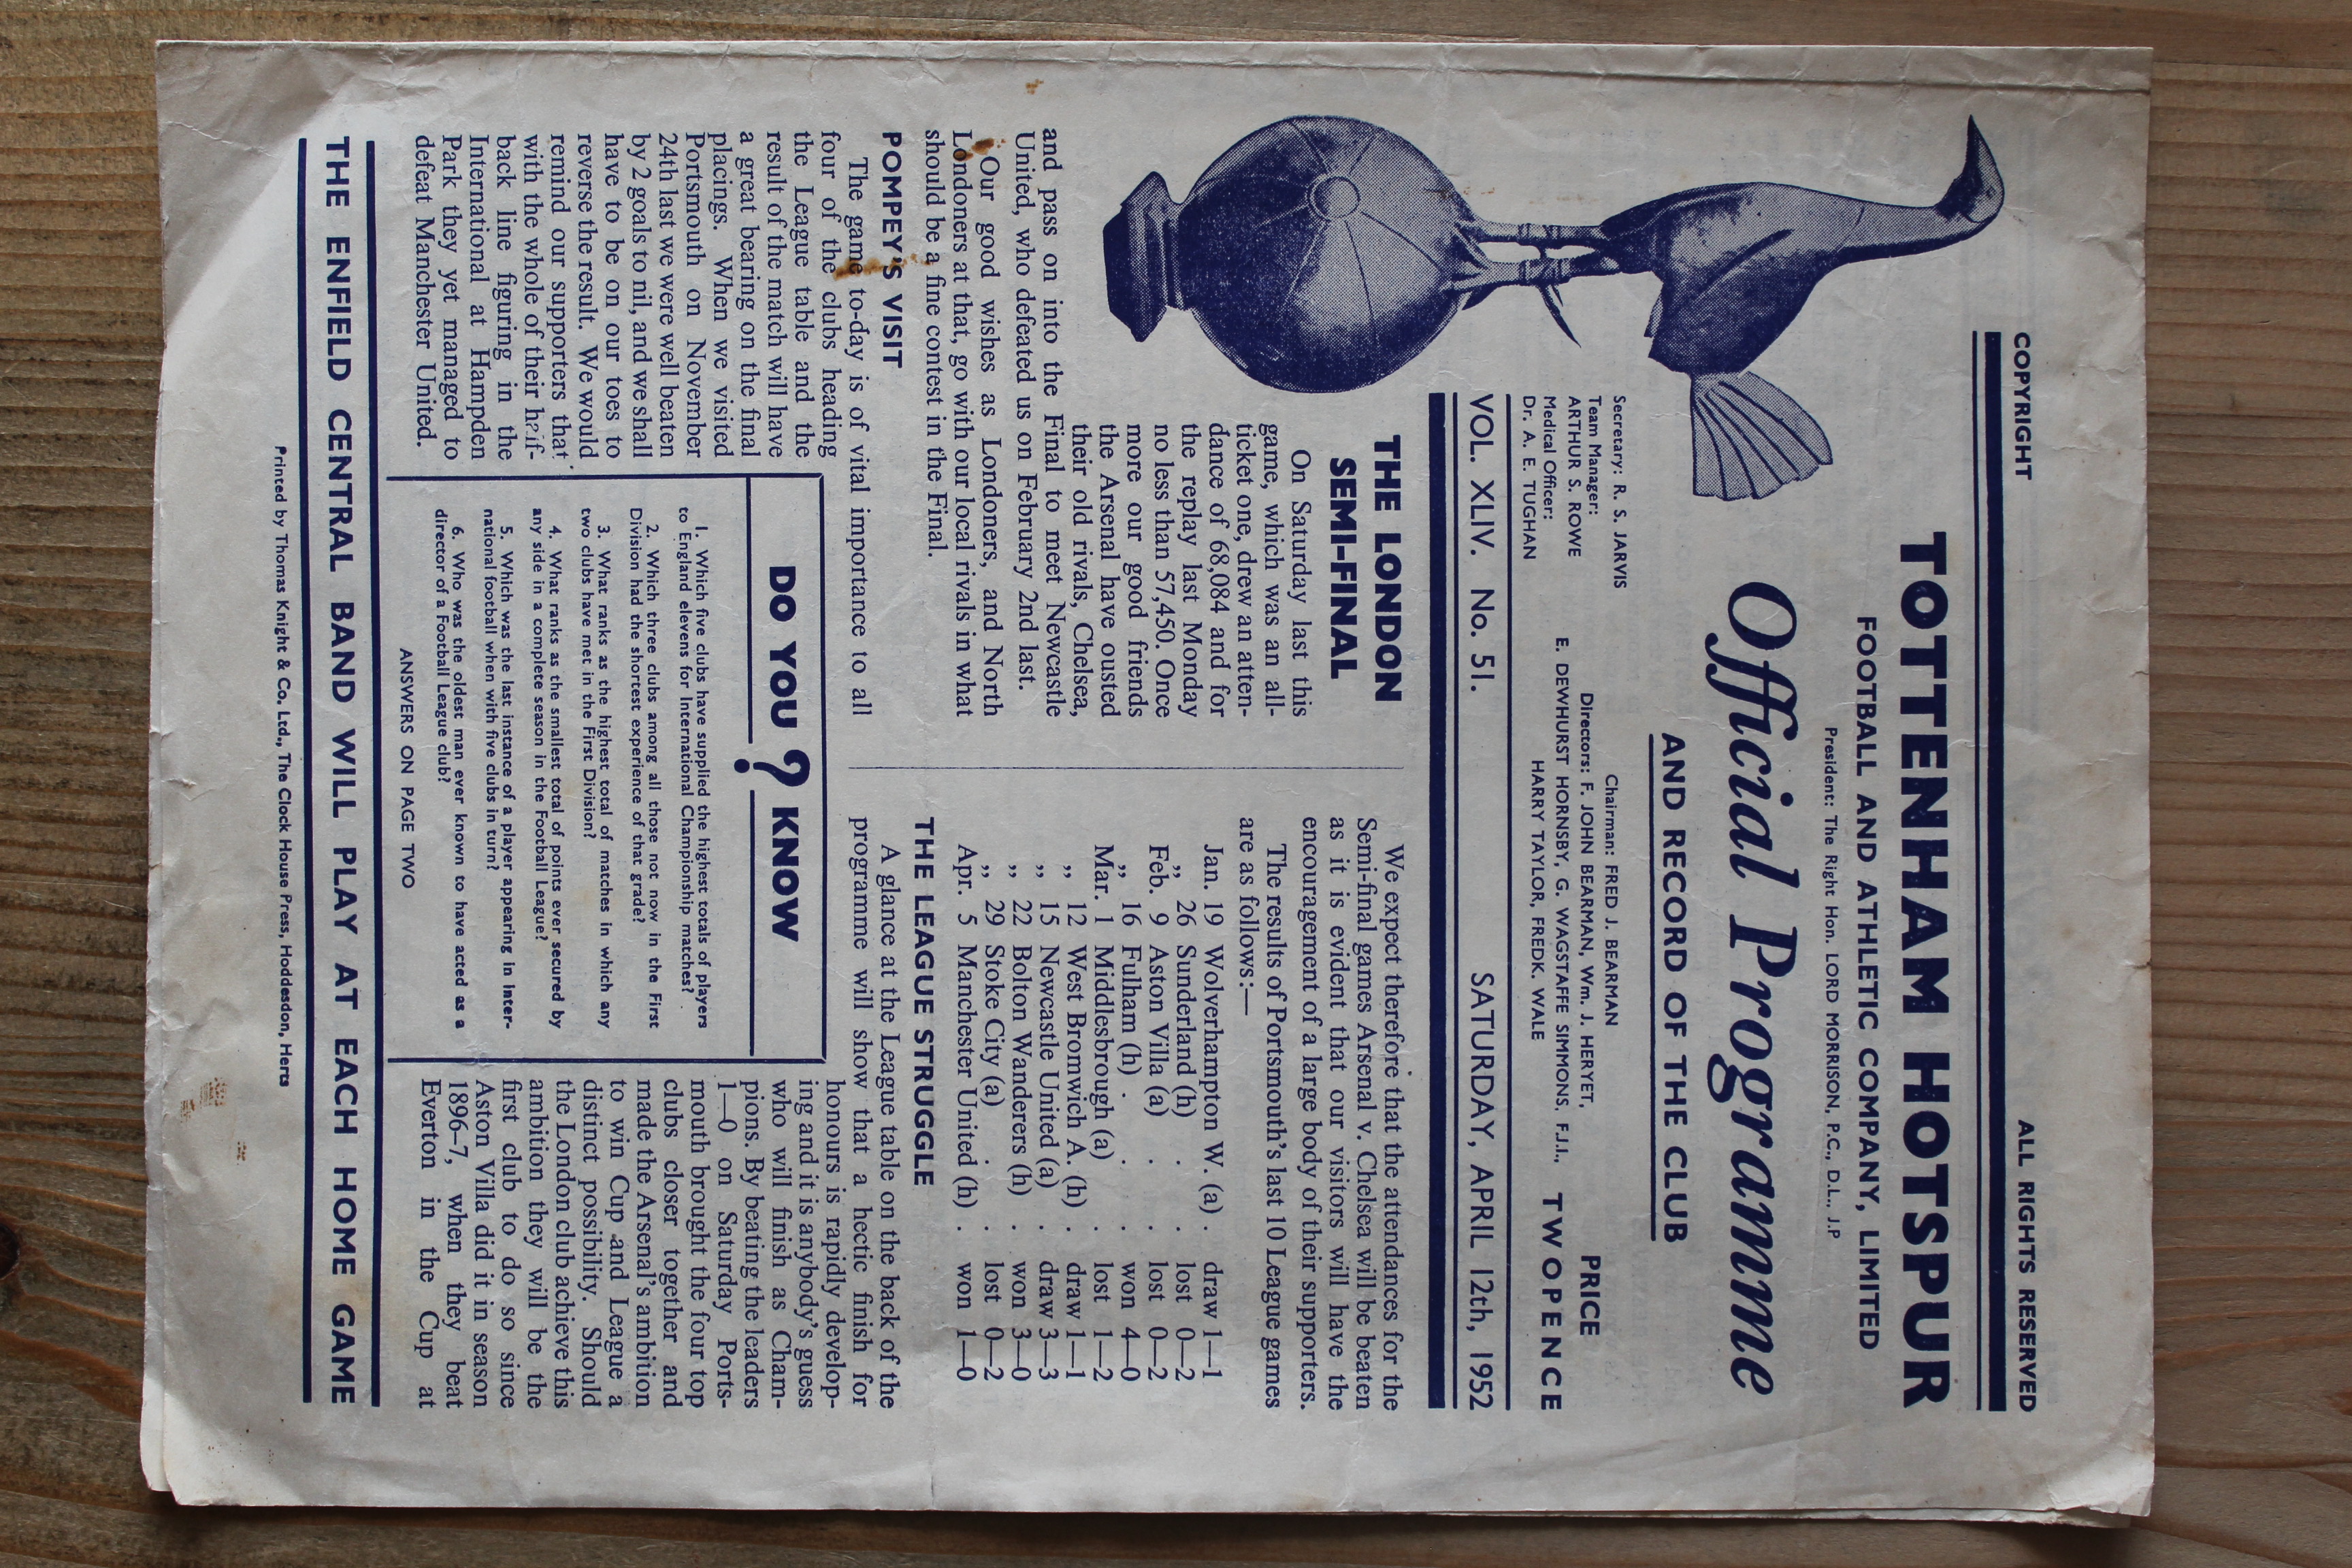 COPYRIGHT ALL RIGHTS RESERVED
TOTTENHAM HOTSPUR
FOOTBALL AND ATHLETIC COMPANY, LIMITED
President: The Right Hon. LORD MORRISON, P.C., D.L., J.P
Official Programme
AND RECORD OF THE CLUB
Secretary: R. S. JARVIS
Team Manager:
ARTHUR S. ROWE
Medical Officer:
Dr. A. E. TUGHAN
Chairman: FRED J. BEARMAN
Directors: F. JOHN BEARMAN, Wm. J. HERYET,
E. DEWHURST HORNSBY, G. WAGSTAFFE SIMMONS, F.J.I.,
HARRY TAYLOR, FREDK. WALE
PRICE
TWOPENCE
VOL. XLIV. No. 51. SATURDAY, APRIL 12th, 1952
THE LONDON
SEMI-FINAL
On Saturday last this
game, which was an all-
ticket one, drew an atten-
dance of 68,084 and for
the replay last Monday
no less than 57,450. Once
more our good friends
the Arsenal have ousted
their old rivals, Chelsea,
and pass on into the Final to meet Newcastle
United, who defeated us on February 2nd last.
Our good wishes as Londoners, and North
Londoners at that, go with our local rivals in what
should be a fine contest in the Final.
POMPEY'S VISIT
The game to-day is of vital importance to all
four of the clubs heading
the League table and the
result of the match will have
a great bearing on the final
placings. When we visited
Portsmouth on November
24th last we were well beaten
by 2 goals to nil, and we shall
have to be on our toes to
reverse the result. We would
remind our supporters that
with the whole of their half-
back line figuring in the
International at Hampden
Park they yet managed to
defeat Manchester United.
We expect therefore that the attendances for the
Semi-final games Arsenal v. Chelsea will be beaten
as it is evident that our visitors will have the
encouragement of a large body of their supporters.
The results of Portsmouth's last 10 League games
are as follows:—
Jan. 19 Wolverhampton W. (a) . draw 1—1
„ 26 Sunderland (h) . . lost 0—2
Feb. 9 Aston Villa (a) . . lost 0—2
„ 16 Fulham (h) . . . won 4—0
Mar. 1 Middlesbrough (a) . lost 1—2
„ 12 West Bromwich A. (h) . draw 1—1
„ 15 Newcastle United (a) . draw 3—3
„ 22 Bolton Wanderers (h) . won 3—0
„ 29 Stoke City (a) . . lost 0—2
Apr. 5 Manchester United (h) . won 1—0
THE LEAGUE STRUGGLE
A glance at the League table on the back of the
programme will show that a hectic finish for
honours is rapidly develop-
ing and it is anybody's guess
who will finish as Cham-
pions. By beating the leaders
1—0 on Saturday Ports-
mouth brought the four top
clubs closer together and
made the Arsenal's ambition
to win Cup and League a
distinct possibility. Should
the London club achieve this
ambition they will be the
first club to do so since
Aston Villa did it in season
1896-7, when they beat
Everton in the Cup at
DO YOU ? KNOW
1. Which five clubs have supplied the highest totals of players
to England elevens for International Championship matches?
2. Which three clubs among all those not now in the First
Division had the shortest experience of that grade?
3. What ranks as the highest total of matches in which any
two clubs have met in the First Division?
4. What ranks as the smallest total of points ever secured by
any side in a complete season in the Football League?
5. Which was the last instance of a player appearing in Inter-
national football when with five clubs in turn?
6. Who was the oldest man ever known to have acted as a
director of a Football League club?
ANSWERS ON PAGE TWO
THE ENFIELD CENTRAL BAND WILL PLAY AT EACH HOME GAME
Printed by Thomas Knight & Co. Ltd., The Clock House Press, Hoddesdon, Herts